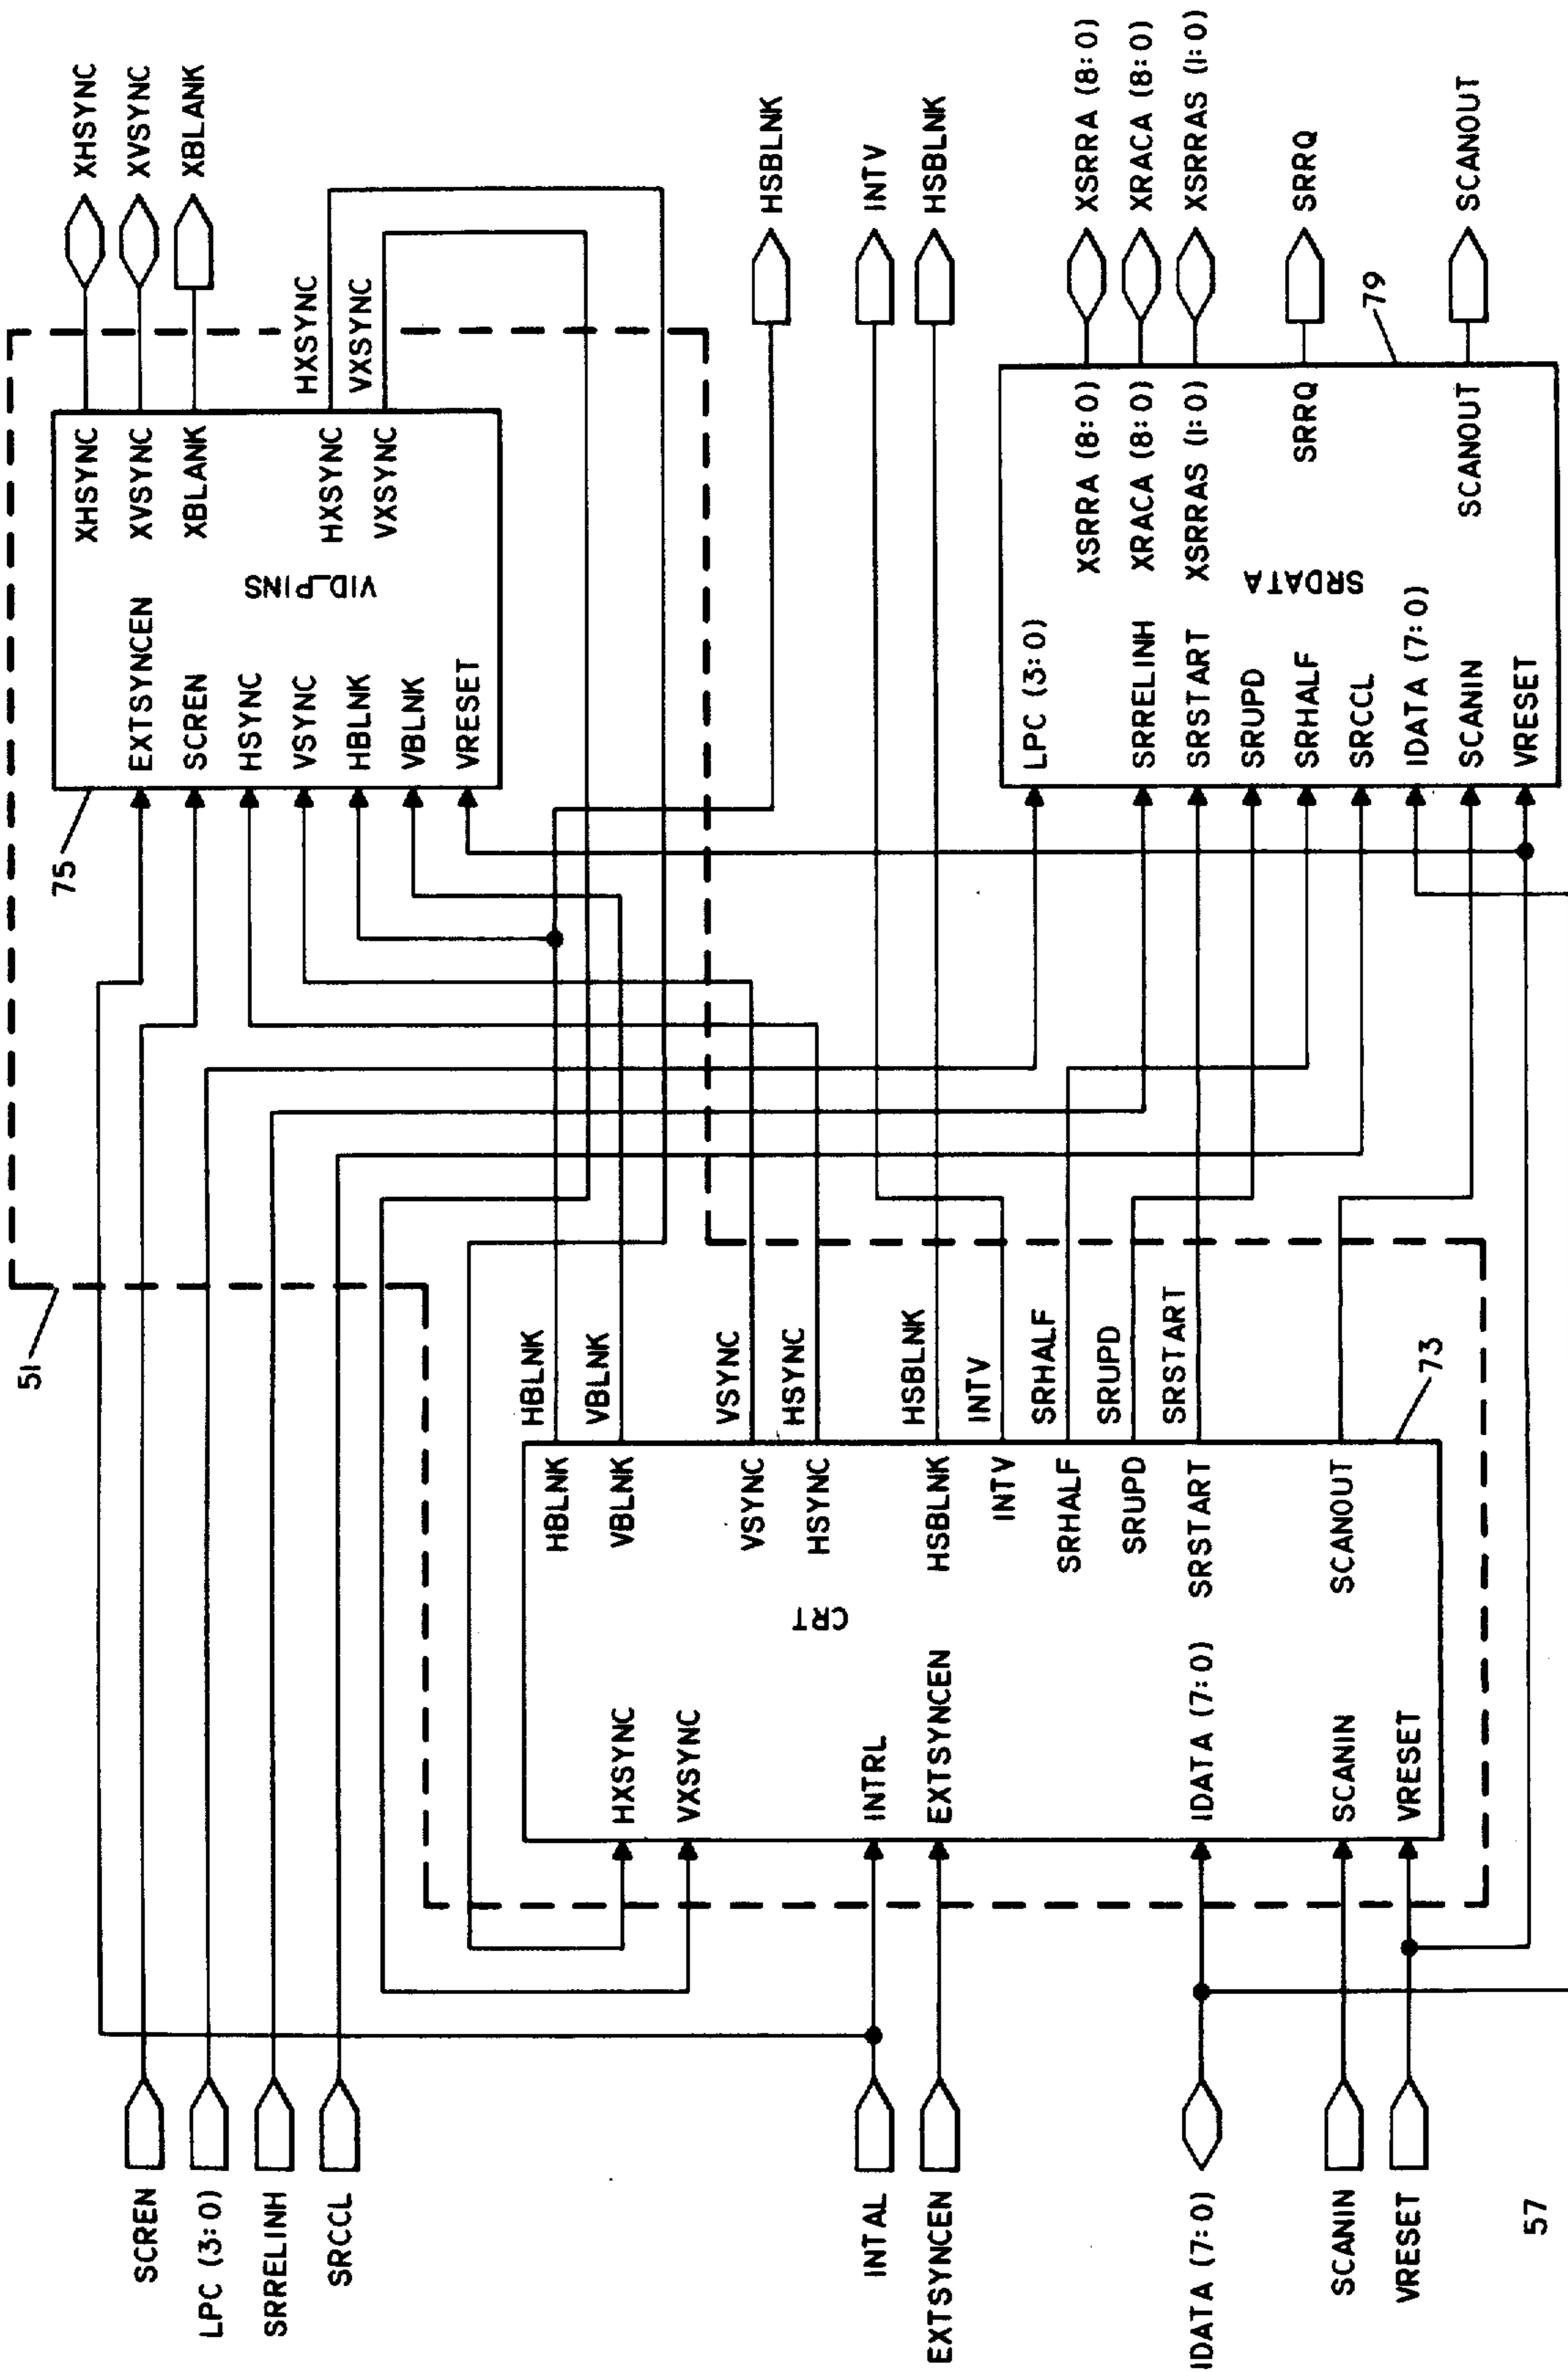 51
75
XHSYNC
XVSYNC
XBLANK
EXTSYNCEN XHSYNC
SCREN XVSYNC
HSYNC XBLANK
VSYNC
HBLNK HXSYNC
VBLNK VXSYNC
VRESET
VID_PINS
HXSYNC
VXSYNC
SCREN
LPC (3:0)
SRRELINH
SRCCL
INTAL
EXTSYNCEN
IDATA (7:0)
SCANIN
VRESET
57
HXSYNC
VXSYNC
INTRL
EXTSYNCEN
IDATA (7:0)
SCANIN
VRESET
CRT
HBLNK
VBLNK
VSYNC
HSYNC
HSBLNK
INTV
SRHALF
SRUPD
SRSTART
SCANOUT
73
HBLNK
VBLNK
VSYNC
HSYNC
HSBLNK
INTV
SRHALF
SRUPD
SRSTART
HSBLNK
INTV
HSBLNK
LPC (3:0)
SRRELINH
SRSTART
SRUPD
SRHALF
SRCCL
IDATA (7:0)
SCANIN
VRESET
SRDATA
XSRRA (8:0)
XRACA (8:0)
XSRRAS (1:0)
SRRQ
SCANOUT
79
XSRRA (8:0)
XRACA (8:0)
XSRRAS (1:0)
SRRQ
SCANOUT